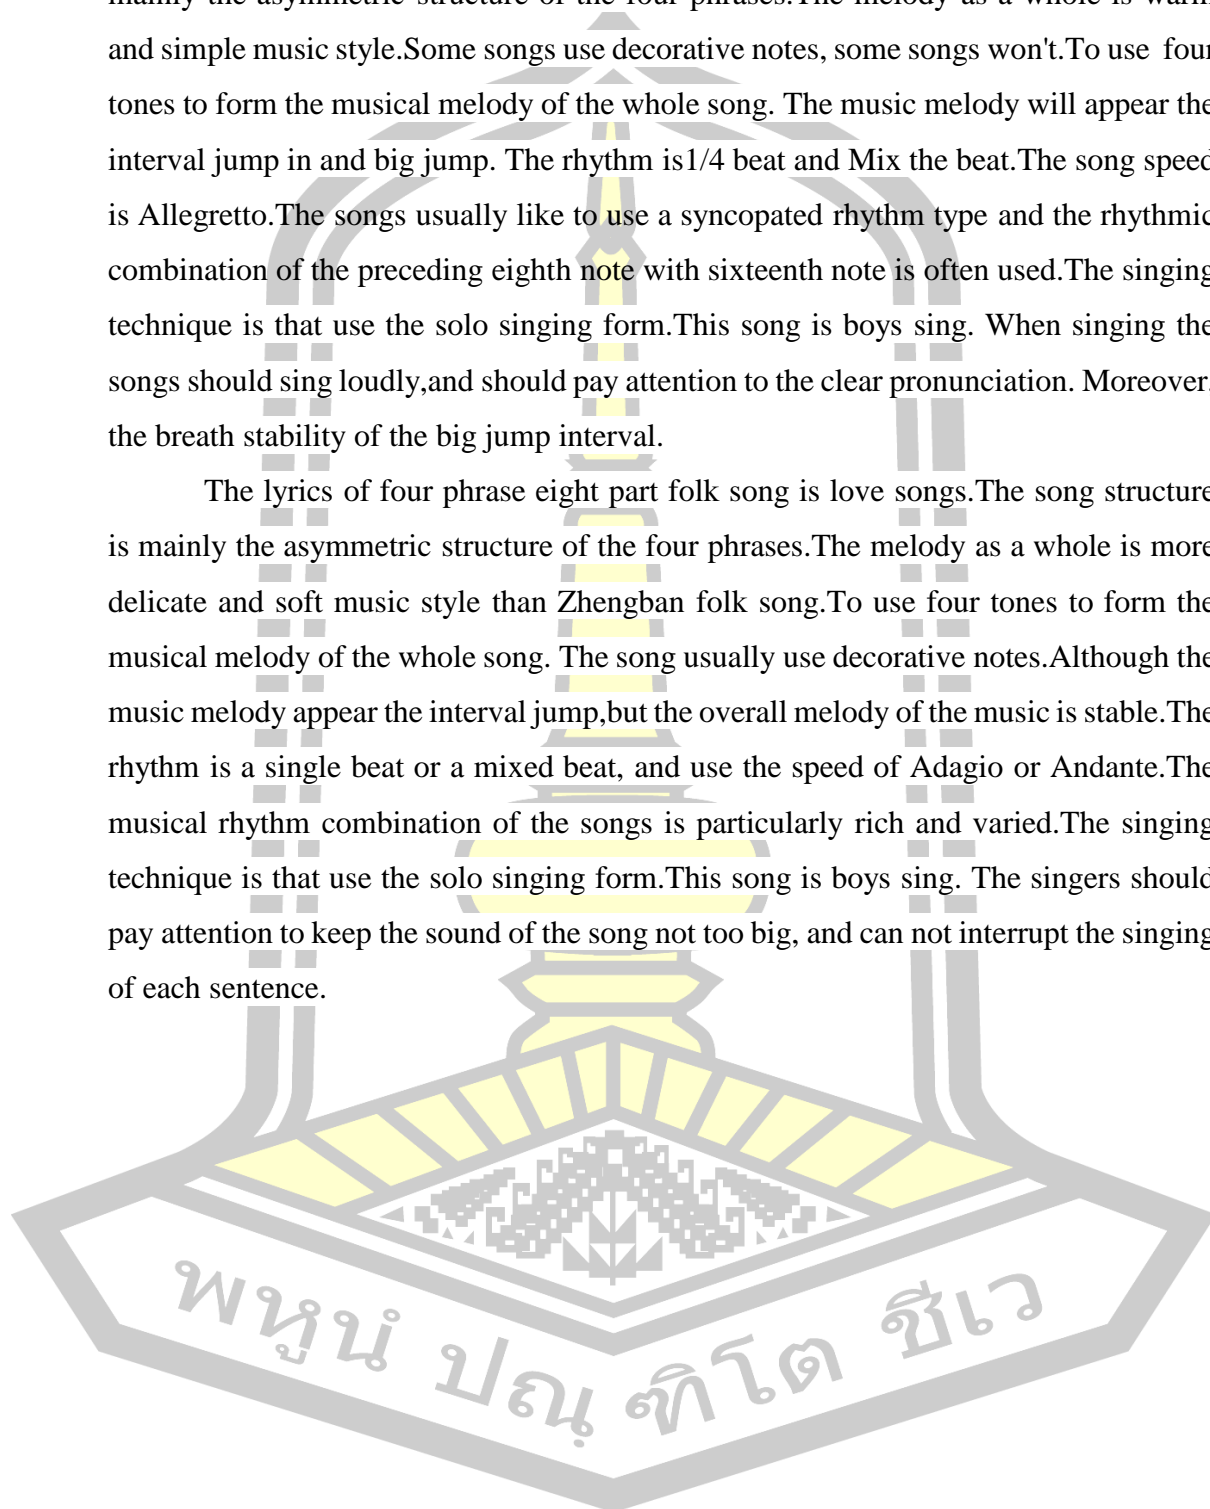 mainly the asymmetric structure of the four phrases.The melody as a whole is warm
and simple music style.Some songs use decorative notes, some songs won't.To use four
tones to form the musical melody of the whole song. The music melody will appear the
interval jump in and big jump. The rhythm is1/4 beat and Mix the beat.The song speed
is Allegretto.The songs usually like to use a syncopated rhythm type and the rhythmic
combination of the preceding eighth note with sixteenth note is often used.The singing
technique is that use the solo singing form.This song is boys sing. When singing the
songs should sing loudly,and should pay attention to the clear pronunciation. Moreover,
the breath stability of the big jump interval.
The lyrics of four phrase eight part folk song is love songs.The song structure
is mainly the asymmetric structure of the four phrases.The melody as a whole is more
delicate and soft music style than Zhengban folk song.To use four tones to form the
musical melody of the whole song. The song usually use decorative notes.Although the
music melody appear the interval jump,but the overall melody of the music is stable.The
rhythm is a single beat or a mixed beat, and use the speed of Adagio or Andante.The
musical rhythm combination of the songs is particularly rich and varied.The singing
technique is that use the solo singing form.This song is boys sing. The singers should
pay attention to keep the sound of the song not too big, and can not interrupt the singing
of each sentence.
พหูนํ ปณฺฑิโต ชีเว